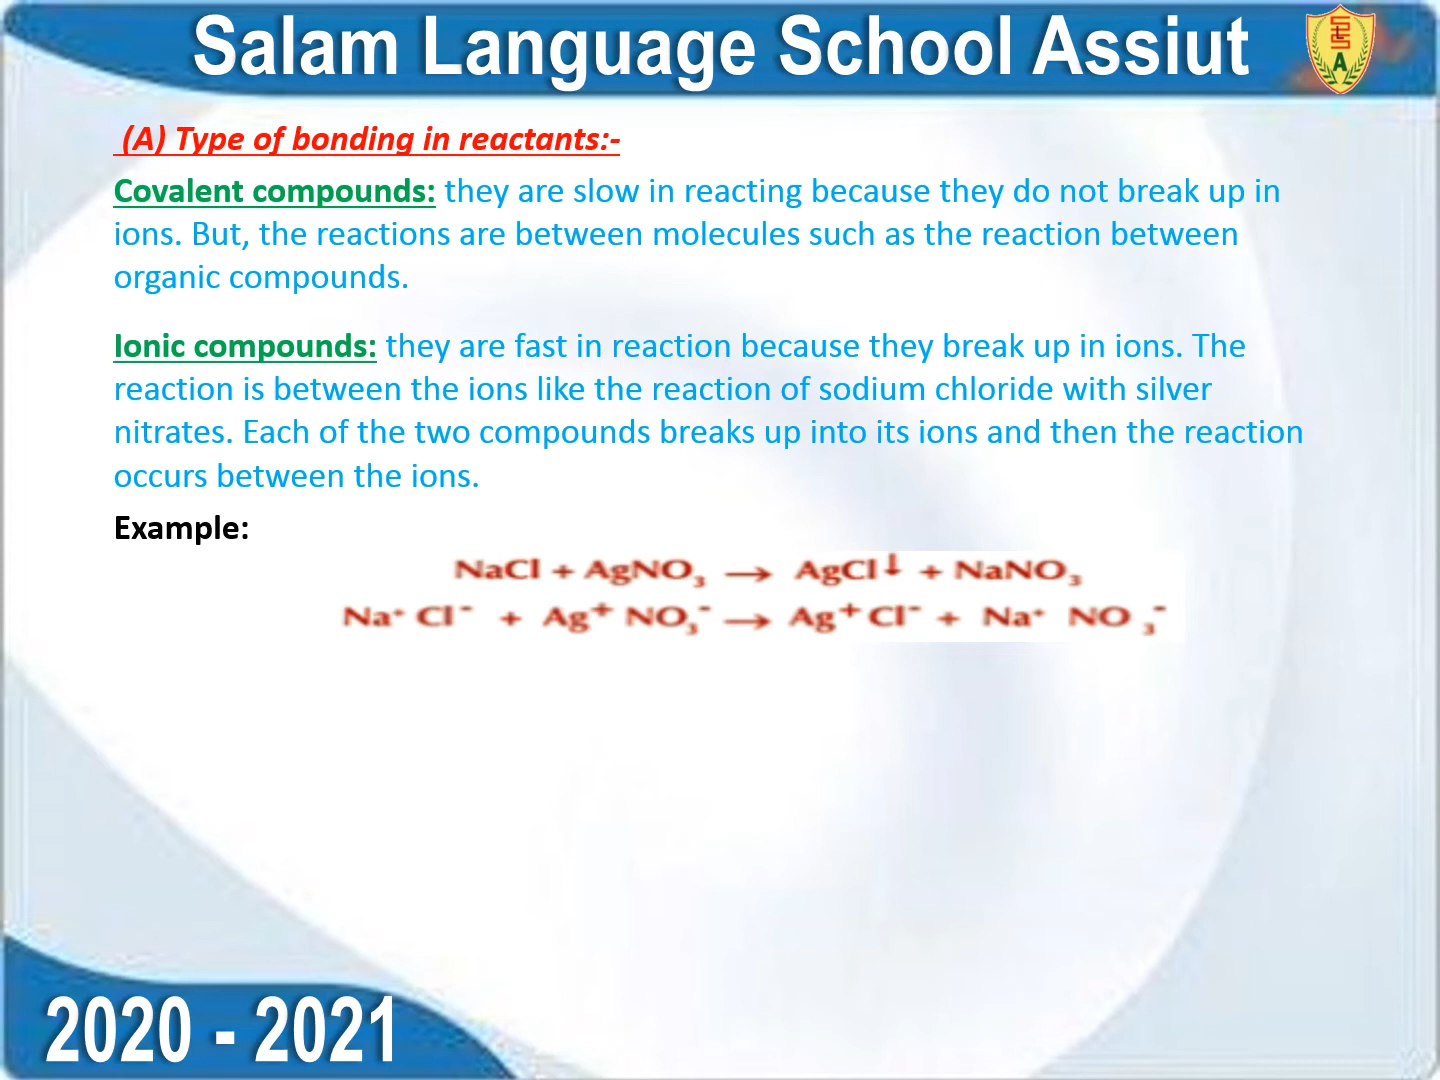 Salam Language School Assiut
(A) Type of bonding in reactants:-
Covalent compounds: they are slow in reacting because they do not break up in
ions. But, the reactions are between molecules such as the reaction between
organic compounds.
Ionic compounds: they are fast in reaction because they break up in ions. The
reaction is between the ions like the reaction of sodium chloride with silver
nitrates. Each of the two compounds breaks up into its ions and then the reaction
occurs between the ions.
Example:
NaCl + AgNO₃ → AgCl↓ + NaNO₃
Na⁺ Cl⁻ + Ag⁺ NO₃⁻ → Ag⁺ Cl⁻ + Na⁺ NO₃⁻
2020 - 2021